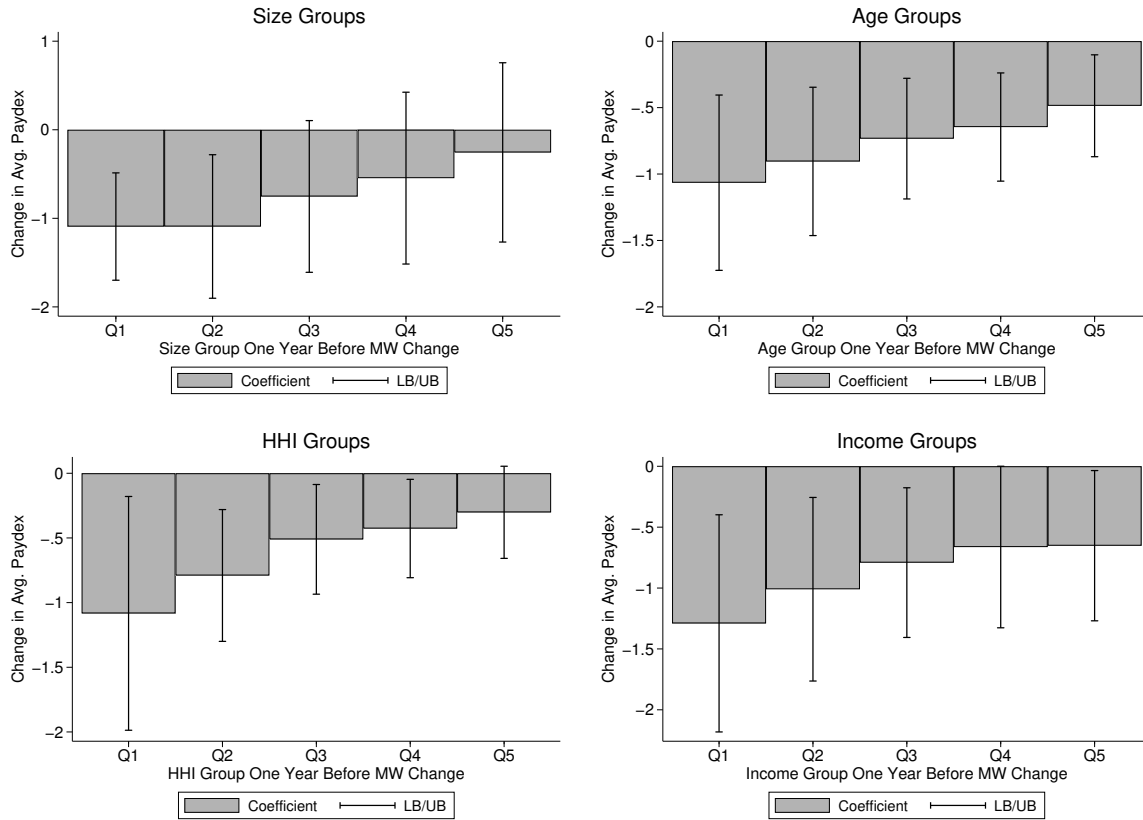 Size Groups
Change in Avg. Paydex
1
0
−1
−2
Q1 Q2 Q3 Q4 Q5
Size Group One Year Before MW Change
Coefficient LB/UB
Age Groups
Change in Avg. Paydex
0
−.5
−1
−1.5
−2
Q1 Q2 Q3 Q4 Q5
Age Group One Year Before MW Change
Coefficient LB/UB
HHI Groups
Change in Avg. Paydex
0
−.5
−1
−1.5
−2
Q1 Q2 Q3 Q4 Q5
HHI Group One Year Before MW Change
Coefficient LB/UB
Income Groups
Change in Avg. Paydex
0
−.5
−1
−1.5
−2
Q1 Q2 Q3 Q4 Q5
Income Group One Year Before MW Change
Coefficient LB/UB